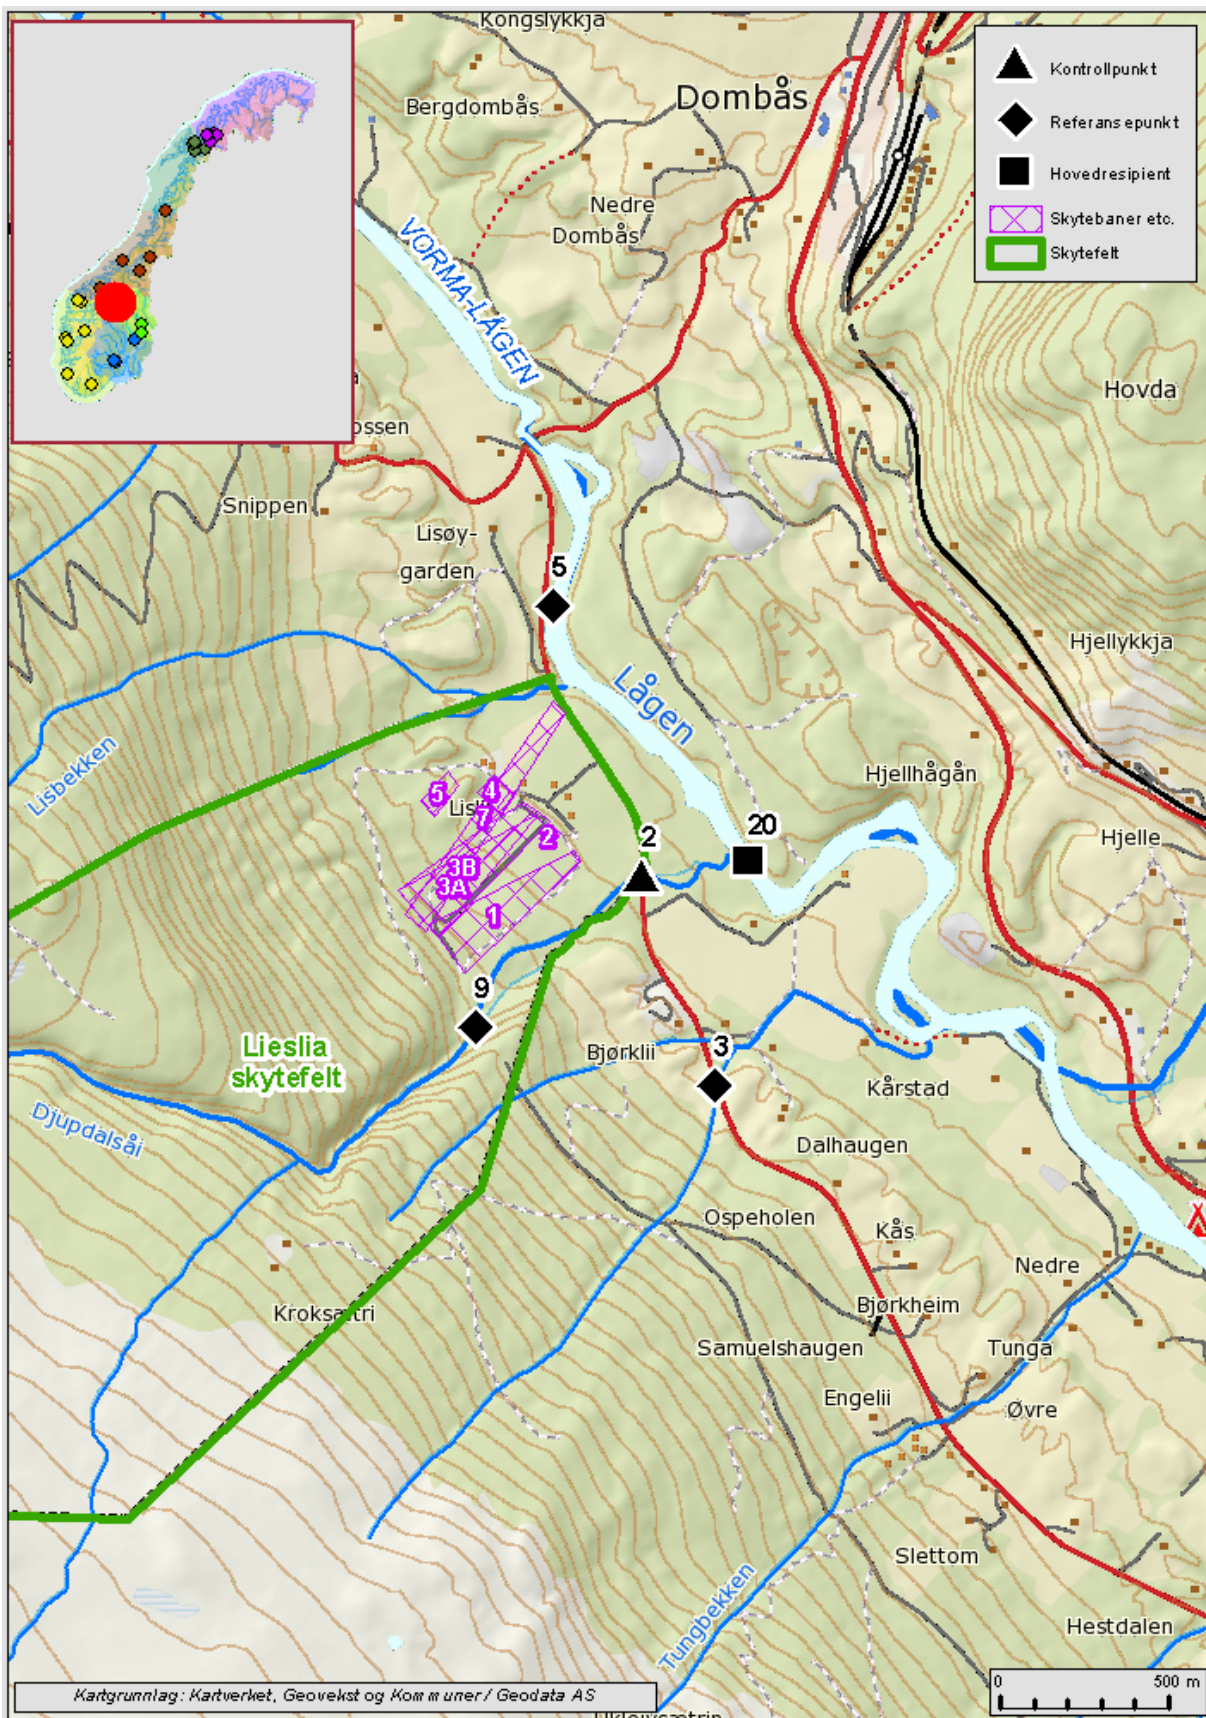 Kongslykkja
Dombås
Bergdombås
Nedre
Dombås
VORMA-LÅGEN
Kontrollpunkt
Referansepunkt
Hovedresipient
Skytebaner etc.
Skytefelt
Hovda
ossen
Snippen
Lisøy-
garden
5
Lågen
Hjellykkja
Lisbekken
Hjellhågån
Hjelle
5
4
7
2
3B
3A
1
2
20
9
Lieslia
skytefelt
Djupdalsåi
Bjørklii
3
Kårstad
Dalhaugen
Ospeholen
Kås
Nedre
Kroksætri
Bjørkheim
Samuelshaugen
Tunga
Engelii
Øvre
Slettom
Tungbekken
Hestdalen
0 500 m
Kartgrunnlag: Kartverket, Geovekst og Kommuner / Geodata AS